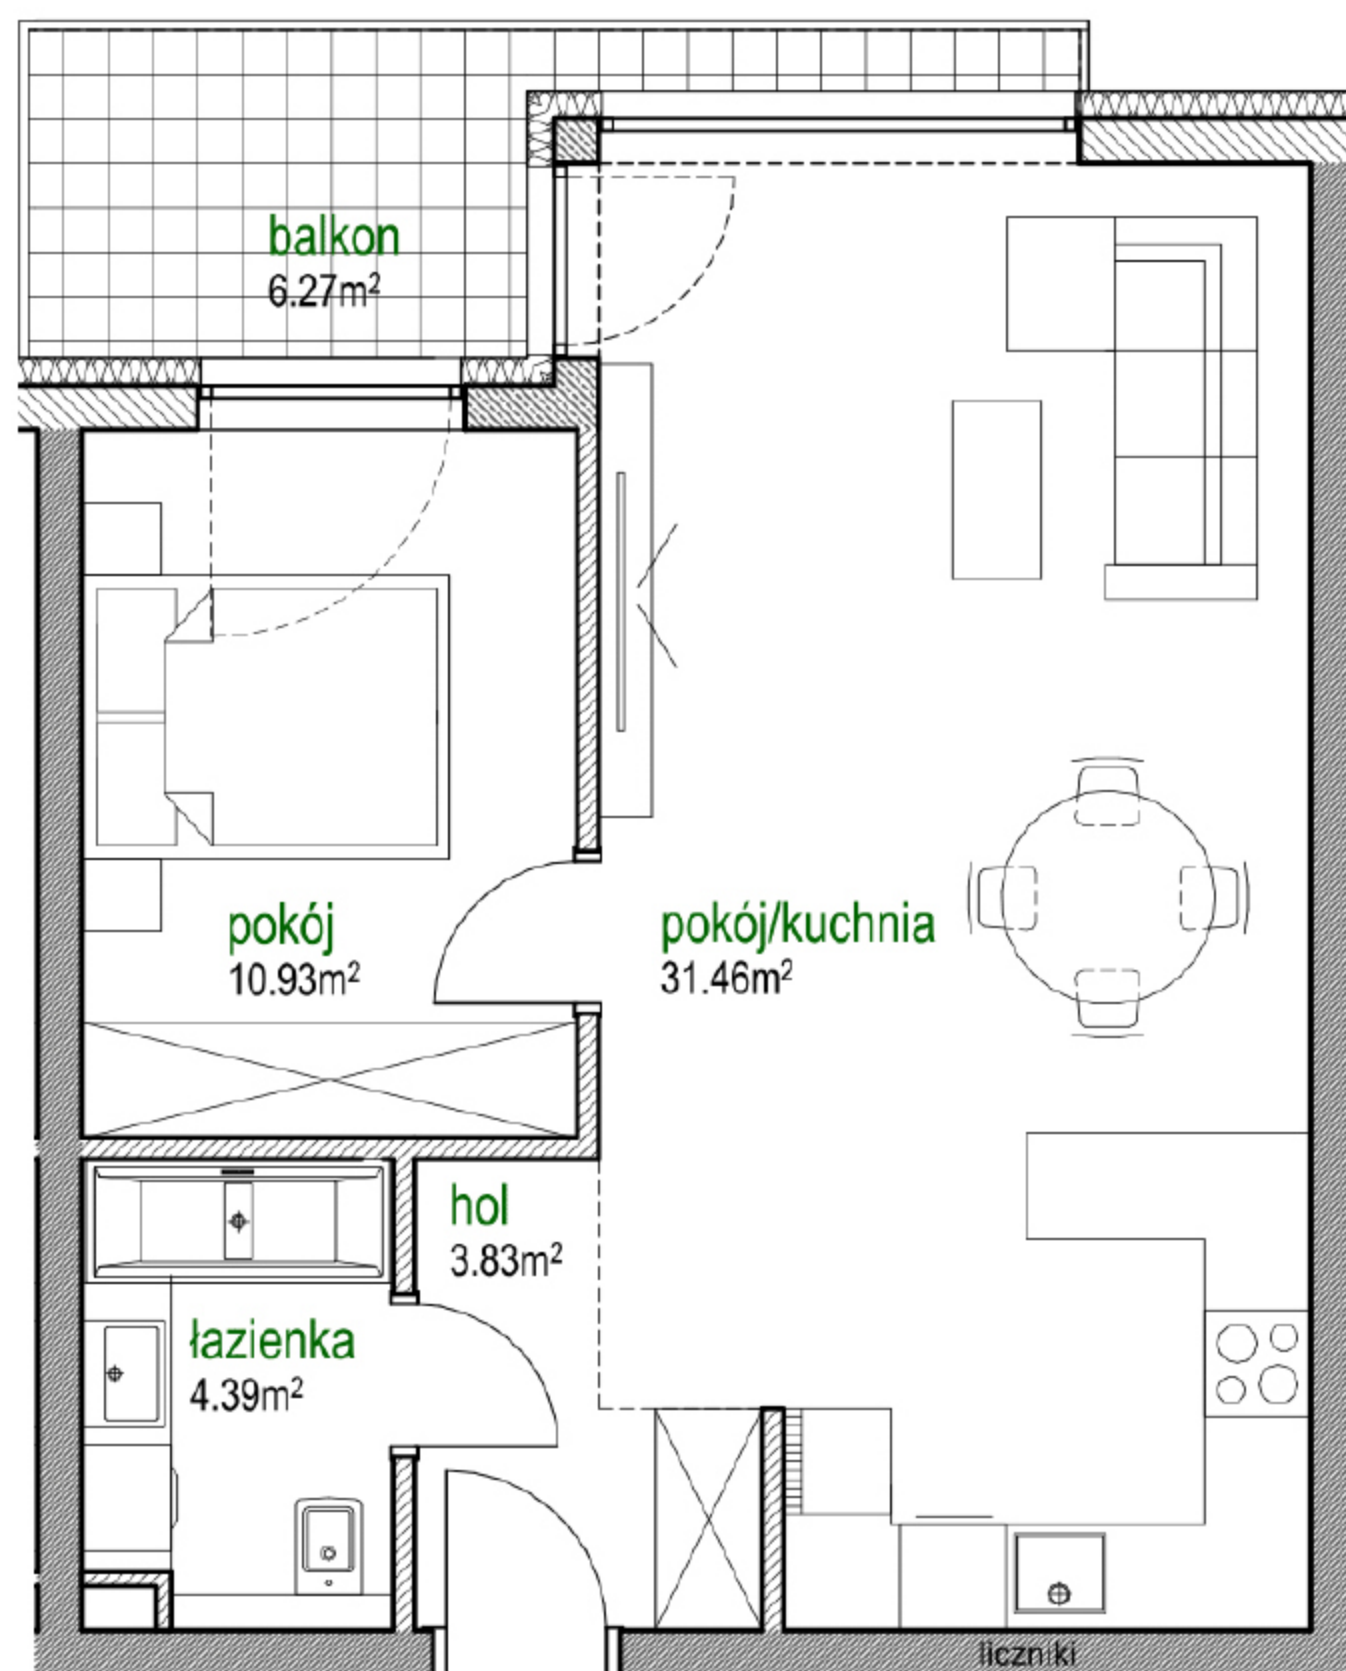 balkon
6.27m²
pokój
10.93m²
pokój/kuchnia
31.46m²
hol
3.83m²
łazienka
4.39m²
liczniki